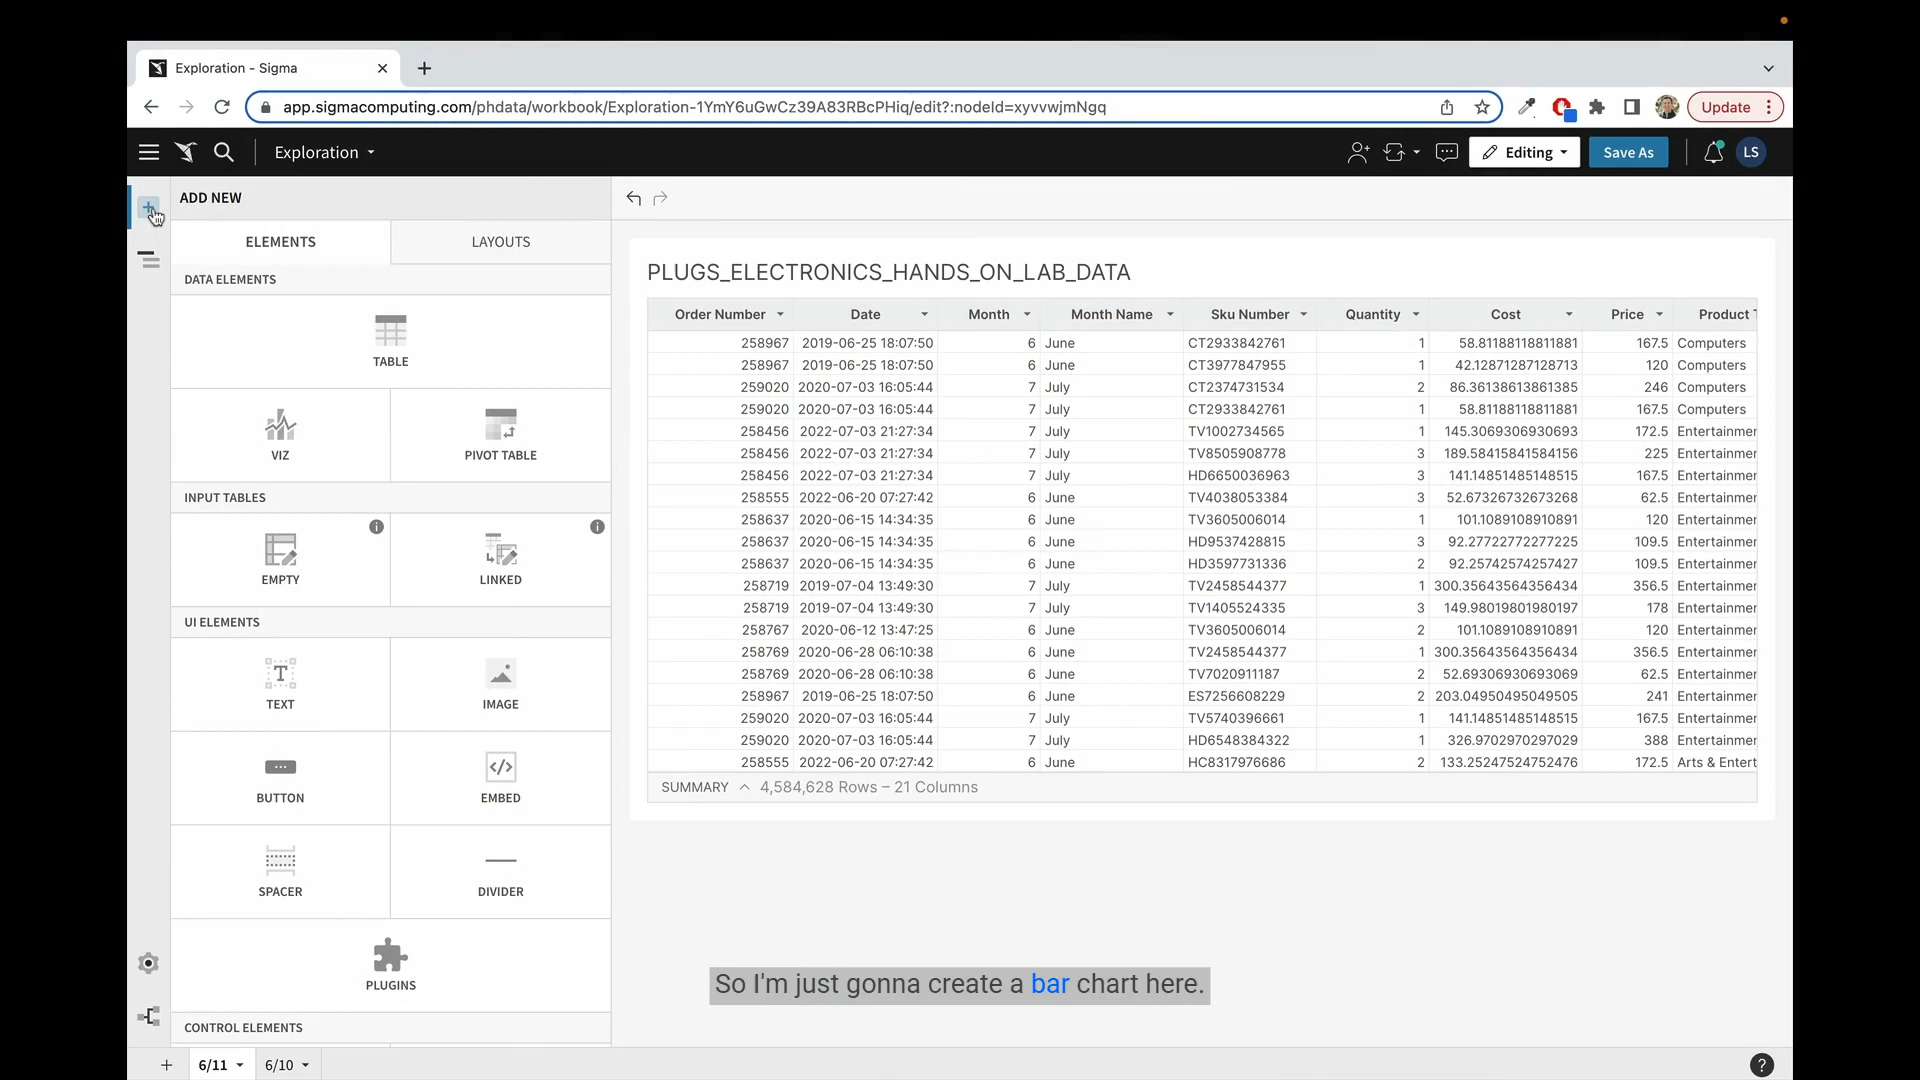 Exploration - Sigma
app.sigmacomputing.com/phdata/workbook/Exploration-1YmY6uGwCz39A83RBcPHiq/edit?:nodeId=xyvvwjmNgq
Update
Exploration
Editing
Save As
LS
ADD NEW
ELEMENTS
LAYOUTS
DATA ELEMENTS
TABLE
VIZ
PIVOT TABLE
INPUT TABLES
EMPTY
LINKED
UI ELEMENTS
TEXT
IMAGE
BUTTON
EMBED
SPACER
DIVIDER
PLUGINS
CONTROL ELEMENTS
PLUGS_ELECTRONICS_HANDS_ON_LAB_DATA
Order Number Date Month Month Name Sku Number Quantity Cost Price Product T
258967 2019-06-25 18:07:50 6 June CT2933842761 1 58.81188118811881 167.5 Computers
258967 2019-06-25 18:07:50 6 June CT3977847955 1 42.12871287128713 120 Computers
259020 2020-07-03 16:05:44 7 July CT2374731534 2 86.36138613861385 246 Computers
259020 2020-07-03 16:05:44 7 July CT2933842761 1 58.81188118811881 167.5 Computers
258456 2022-07-03 21:27:34 7 July TV1002734565 1 145.3069306930693 172.5 Entertainmer
258456 2022-07-03 21:27:34 7 July TV8505908778 3 189.58415841584156 225 Entertainmer
258456 2022-07-03 21:27:34 7 July HD6650036963 3 141.14851485148515 167.5 Entertainmer
258555 2022-06-20 07:27:42 6 June TV4038053384 3 52.67326732673268 62.5 Entertainmer
258637 2020-06-15 14:34:35 6 June TV3605006014 1 101.1089108910891 120 Entertainmer
258637 2020-06-15 14:34:35 6 June HD9537428815 3 92.27722772277225 109.5 Entertainmer
258637 2020-06-15 14:34:35 6 June HD3597731336 2 92.25742574257427 109.5 Entertainmer
258719 2019-07-04 13:49:30 7 July TV2458544377 1 300.35643564356434 356.5 Entertainmer
258719 2019-07-04 13:49:30 7 July TV1405524335 3 149.98019801980197 178 Entertainmer
258767 2020-06-12 13:47:25 6 June TV3605006014 2 101.1089108910891 120 Entertainmer
258769 2020-06-28 06:10:38 6 June TV2458544377 1 300.35643564356434 356.5 Entertainmer
258769 2020-06-28 06:10:38 6 June TV7020911187 2 52.69306930693069 62.5 Entertainmer
258967 2019-06-25 18:07:50 6 June ES7256608229 2 203.04950495049505 241 Entertainmer
259020 2020-07-03 16:05:44 7 July TV5740396661 1 141.14851485148515 167.5 Entertainmer
259020 2020-07-03 16:05:44 7 July HD6548384322 1 326.9702970297029 388 Entertainmer
258555 2022-06-20 07:27:42 6 June HC8317976686 2 133.25247524752476 172.5 Arts & Entert
SUMMARY 4,584,628 Rows – 21 Columns
So I'm just gonna create a bar chart here.
6/11
6/10